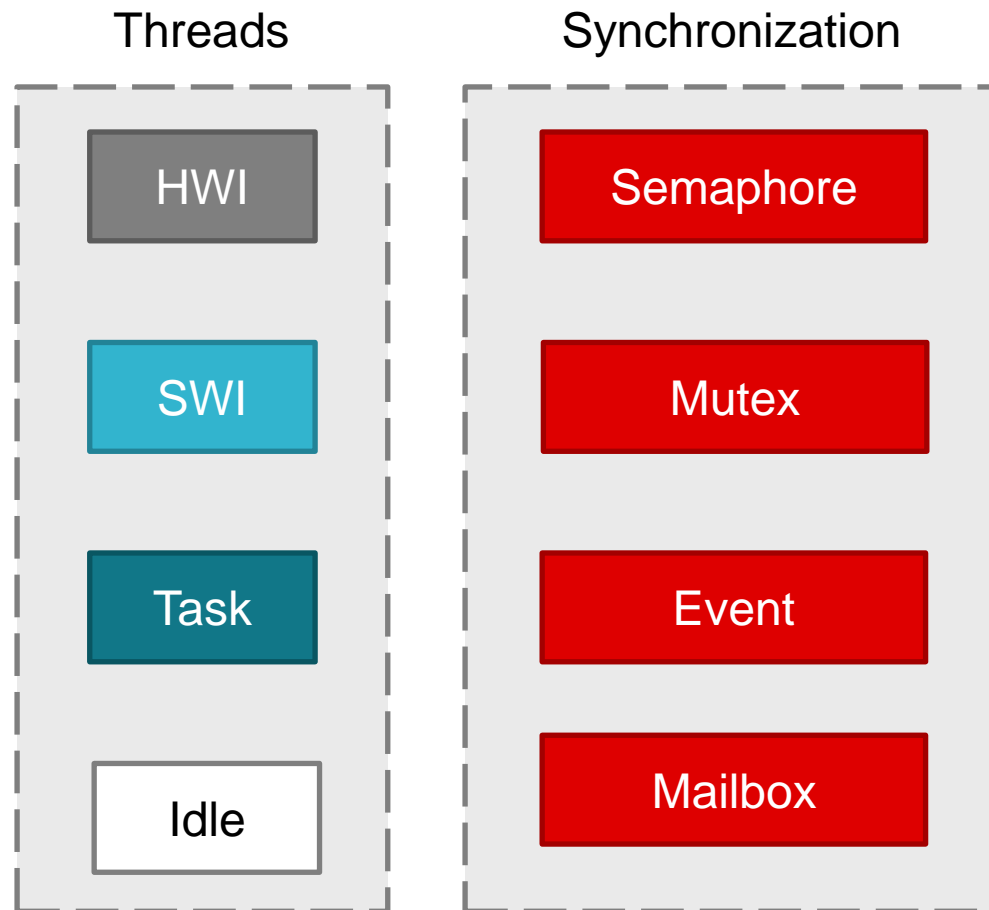 Threads
HWI
SWI
Task
Idle
Synchronization
Semaphore
Mutex
Event
Mailbox